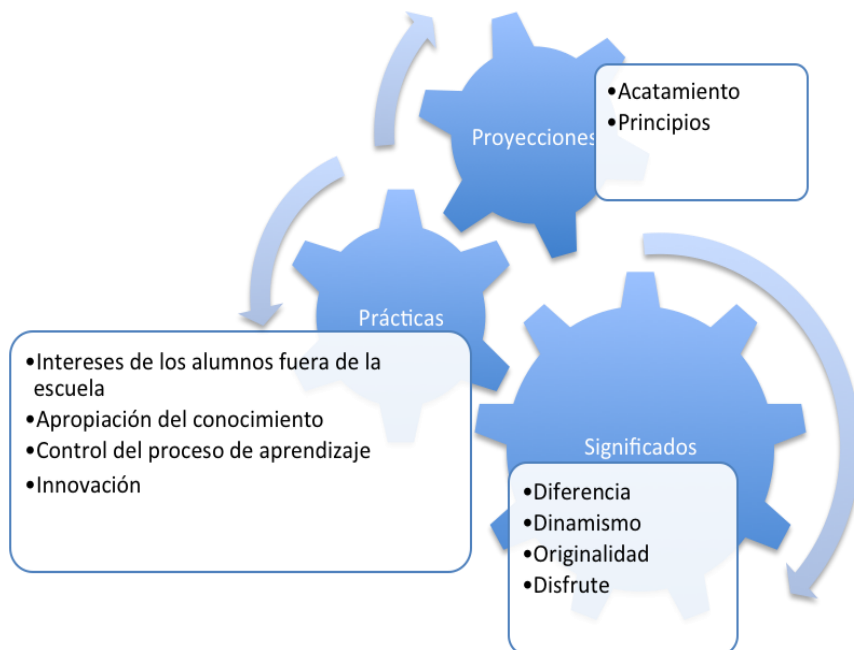 Proyecciones
•Acatamiento
•Principios
Prácticas
•Intereses de los alumnos fuera de la
escuela
•Apropiación del conocimiento
•Control del proceso de aprendizaje
•Innovación
Significados
•Diferencia
•Dinamismo
•Originalidad
•Disfrute